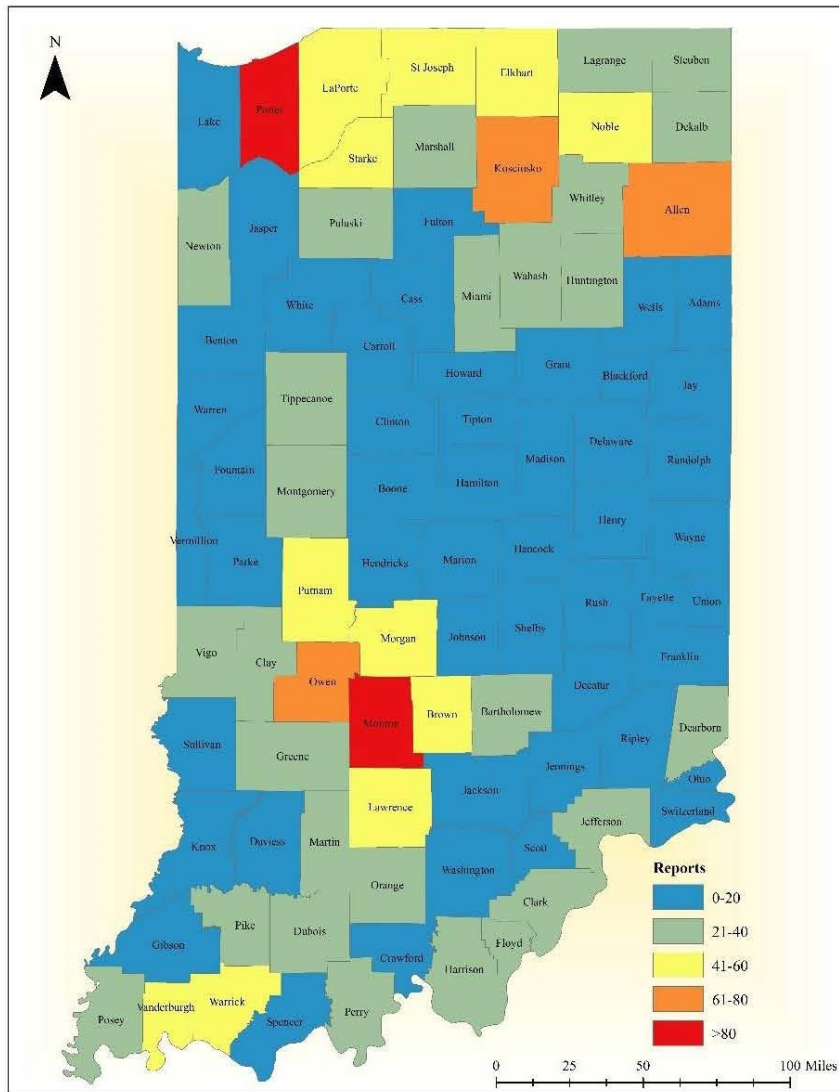 N
Lake
Porter
LaPorte
St Joseph
Elkhart
Lagrange
Steuben
Noble
Dekalb
Starke
Marshall
Kosciusko
Whitley
Allen
Newton
Jasper
Pulaski
Fulton
Miami
Wabash
Huntington
Wells
Adams
White
Cass
Benton
Carroll
Howard
Grant
Blackford
Jay
Tippecanoe
Warren
Clinton
Tipton
Madison
Delaware
Randolph
Fountain
Montgomery
Boone
Hamilton
Henry
Vermillion
Parke
Putnam
Hendricks
Marion
Hancock
Wayne
Rush
Fayette
Union
Vigo
Clay
Morgan
Johnson
Shelby
Franklin
Owen
Monroe
Brown
Bartholomew
Decatur
Dearborn
Sullivan
Greene
Ripley
Ohio
Jennings
Switzerland
Lawrence
Jackson
Jefferson
Knox
Daviess
Martin
Orange
Washington
Scott
Clark
Gibson
Pike
Dubois
Crawford
Harrison
Floyd
Posey
Vanderburgh
Warrick
Spencer
Perry
Reports
0-20
21-40
41-60
61-80
>80
0 25 50 100 Miles